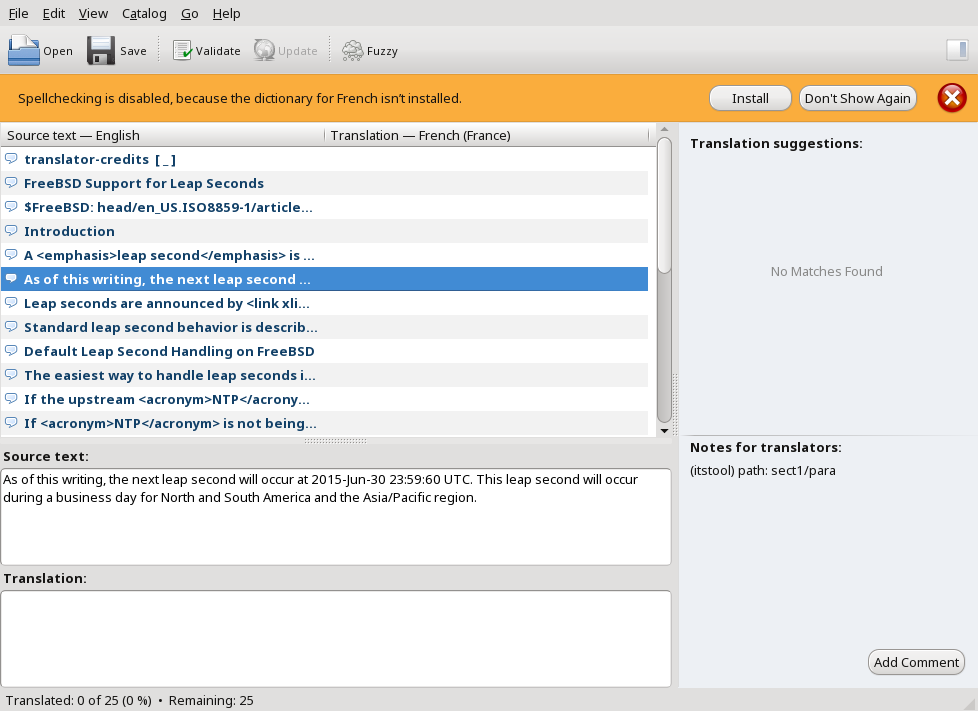 File Edit View Catalog Go Help
Open Save Validate Update Fuzzy
Spellchecking is disabled, because the dictionary for French isn’t installed.
Install Don't Show Again
Source text — English Translation — French (France)
translator-credits [ _ ]
FreeBSD Support for Leap Seconds
$FreeBSD: head/en_US.ISO8859-1/article...
Introduction
A <emphasis>leap second</emphasis> is ...
As of this writing, the next leap second ...
Leap seconds are announced by <link xli...
Standard leap second behavior is describ...
Default Leap Second Handling on FreeBSD
The easiest way to handle leap seconds i...
If the upstream <acronym>NTP</acrony...
If <acronym>NTP</acronym> is not being...
Source text:
As of this writing, the next leap second will occur at 2015-Jun-30 23:59:60 UTC. This leap second will occur
during a business day for North and South America and the Asia/Pacific region.
Translation:
Translation suggestions:
No Matches Found
Notes for translators:
(itstool) path: sect1/para
Add Comment
Translated: 0 of 25 (0 %) • Remaining: 25